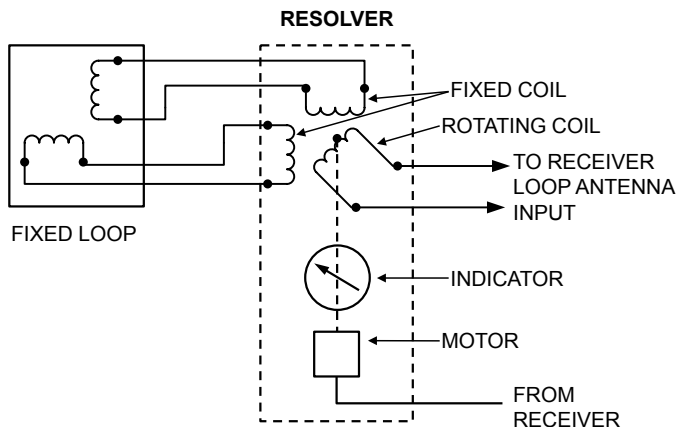 RESOLVER
FIXED COIL
ROTATING COIL
TO RECEIVER
LOOP ANTENNA
INPUT
FIXED LOOP
INDICATOR
MOTOR
FROM
RECEIVER